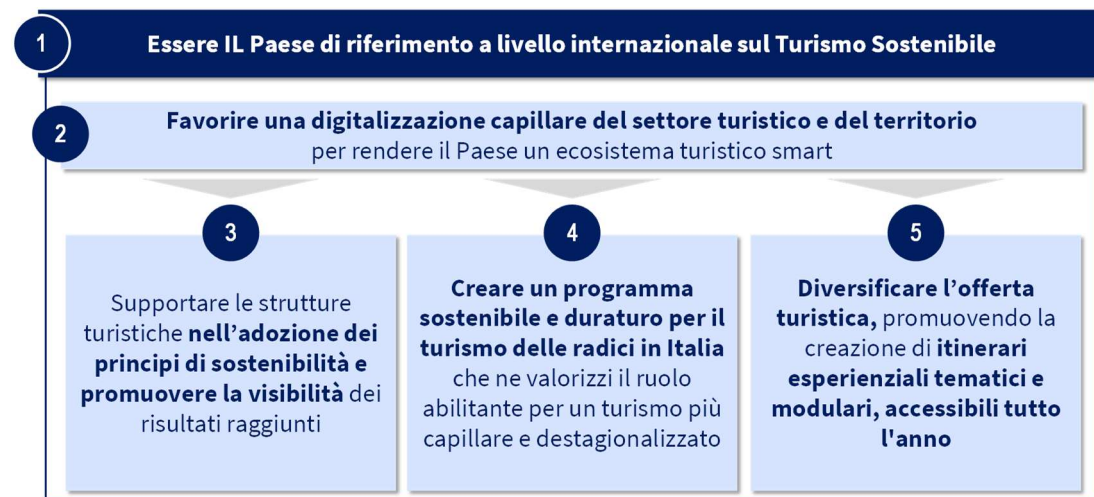 1
Essere IL Paese di riferimento a livello internazionale sul Turismo Sostenibile
2
Favorire una digitalizzazione capillare del settore turistico e del territorio
per rendere il Paese un ecosistema turistico smart
3
Supportare le strutture
turistiche nell’adozione dei
principi di sostenibilità e
promuovere la visibilità dei
risultati raggiunti
4
Creare un programma
sostenibile e duraturo per il
turismo delle radici in Italia
che ne valorizzi il ruolo
abilitante per un turismo più
capillare e destagionalizzato
5
Diversificare l’offerta
turistica, promuovendo la
creazione di itinerari
esperienziali tematici e
modulari, accessibili tutto
l'anno